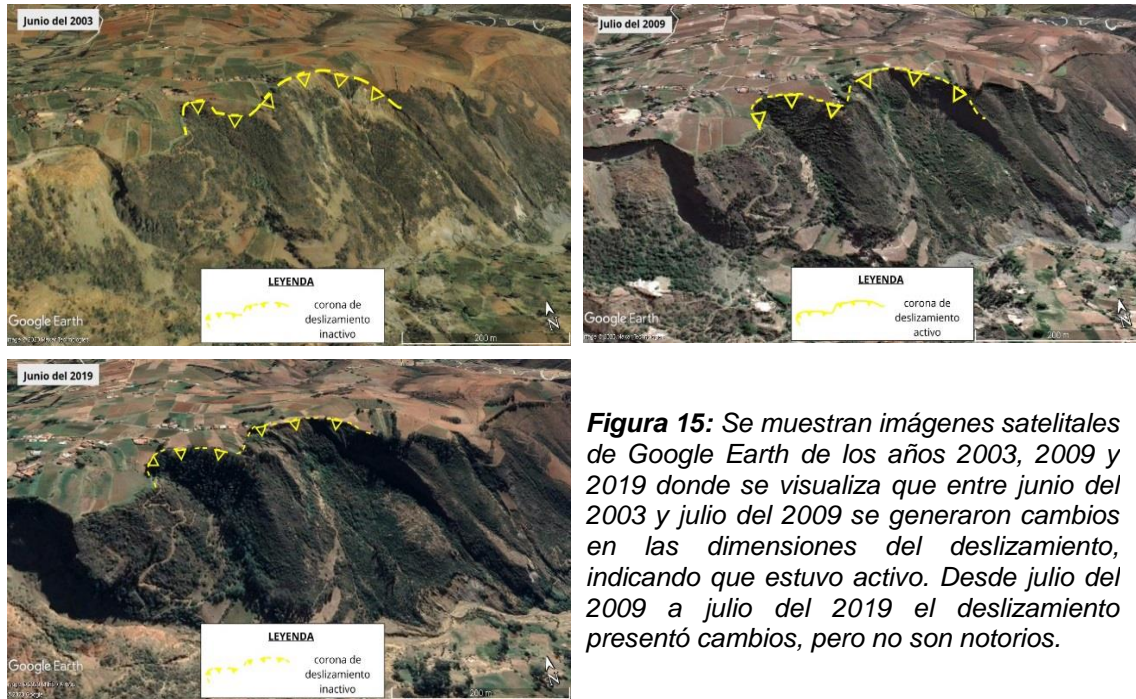 Junio del 2003
LEYENDA
corona de
deslizamiento
inactivo
Google Earth
N
200 m
Julio del 2009
LEYENDA
corona de
deslizamiento
activo
Google Earth
N
200 m
Junio del 2019
LEYENDA
corona de
deslizamiento
inactivo
Google Earth
N
200 m
Figura 15: Se muestran imágenes satelitales
de Google Earth de los años 2003, 2009 y
2019 donde se visualiza que entre junio del
2003 y julio del 2009 se generaron cambios
en las dimensiones del deslizamiento,
indicando que estuvo activo. Desde julio del
2009 a julio del 2019 el deslizamiento
presentó cambios, pero no son notorios.